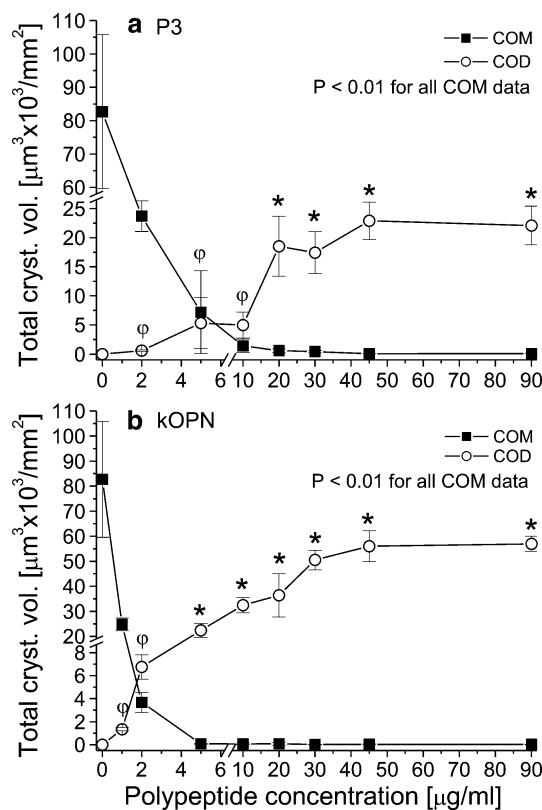 a P3
COM
COD
P < 0.01 for all COM data
Total cryst. vol. [μm³x10³/mm²]
110
100
90
80
70
60
25
20
15
10
5
0
φ
φ
φ
*
*
*
*
0 2 4 6 10 20 30 40 50 60 70 80 90
b kOPN
COM
COD
P < 0.01 for all COM data
Total cryst. vol. [μm³x10³/mm²]
110
100
90
80
70
60
50
40
30
20
8
6
4
2
0
φ
φ
*
*
*
*
*
*
0 2 4 6 10 20 30 40 50 60 70 80 90
Polypeptide concentration [μg/ml]